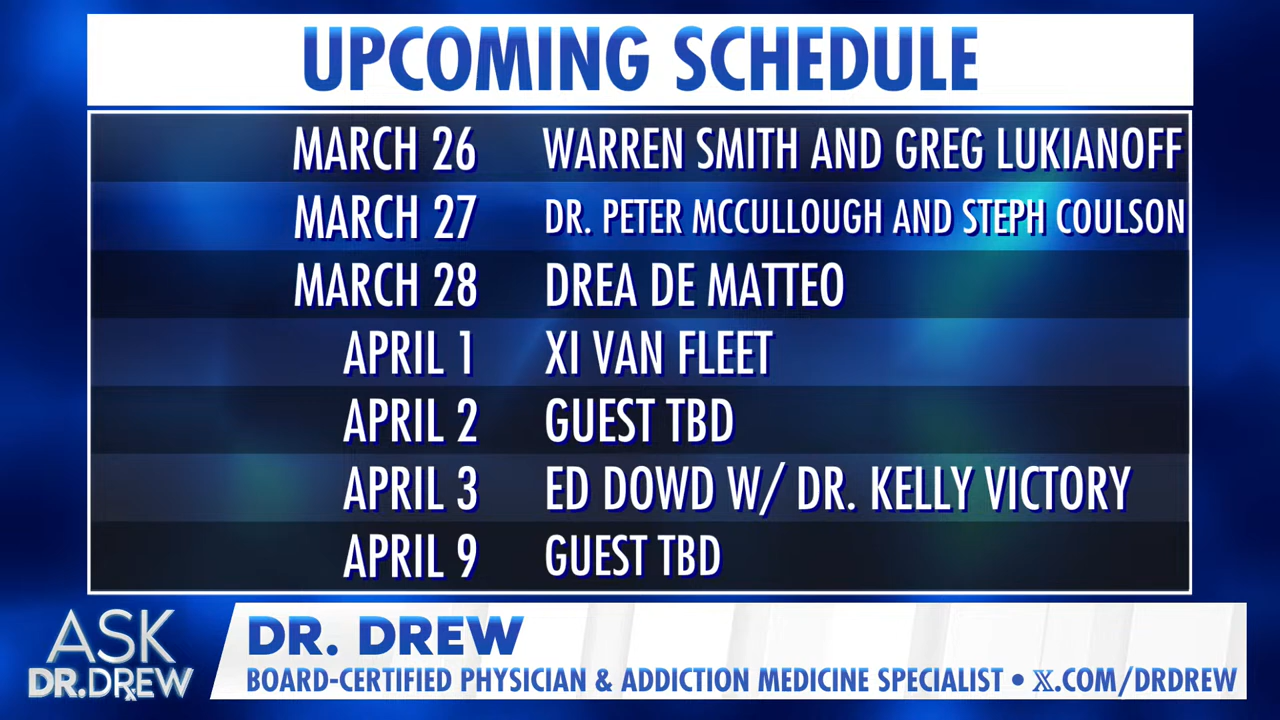 UPCOMING SCHEDULE
MARCH 26 WARREN SMITH AND GREG LUKIANOFF
MARCH 27 DR. PETER MCCULLOUGH AND STEPH COULSON
MARCH 28 DREA DE MATTEO
APRIL 1 XI VAN FLEET
APRIL 2 GUEST TBD
APRIL 3 ED DOWD W/ DR. KELLY VICTORY
APRIL 9 GUEST TBD
ASK
DR.DREW
DR. DREW
BOARD-CERTIFIED PHYSICIAN & ADDICTION MEDICINE SPECIALIST • X.COM/DRDREW